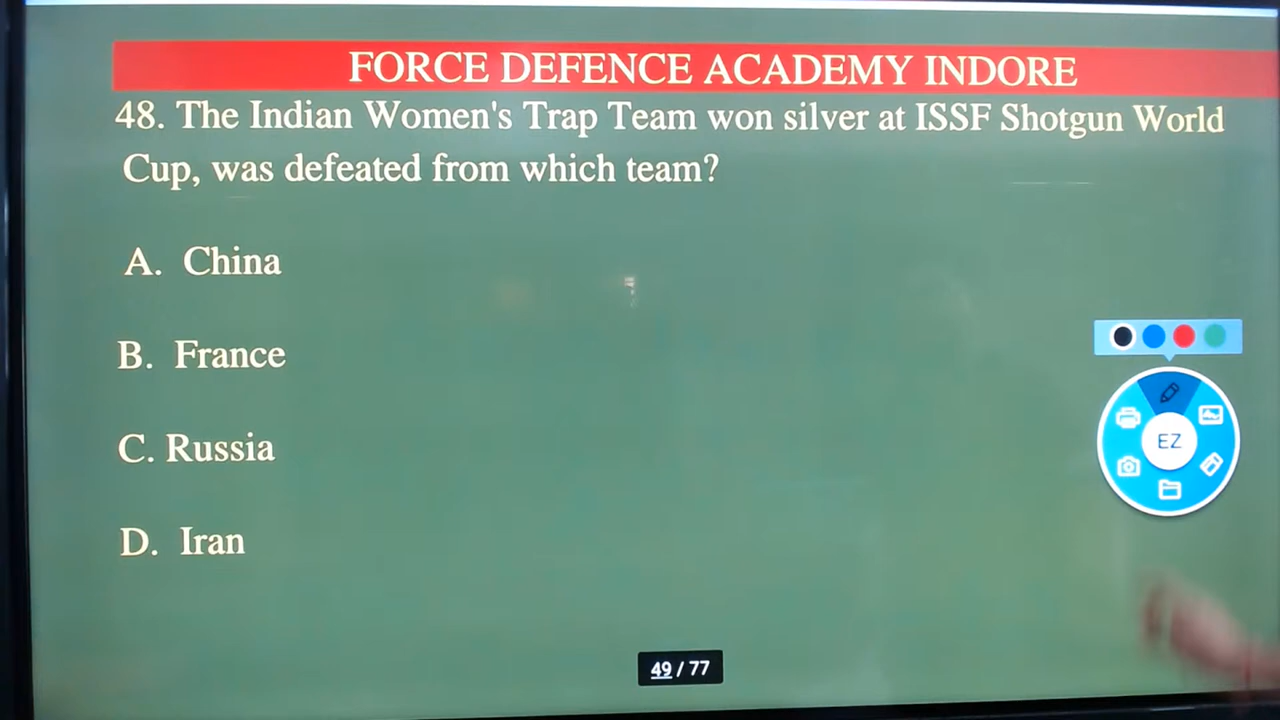 FORCE DEFENCE ACADEMY INDORE
48. The Indian Women's Trap Team won silver at ISSF Shotgun World
Cup, was defeated from which team?
A. China
B. France
C. Russia
D. Iran
EZ
49 / 77